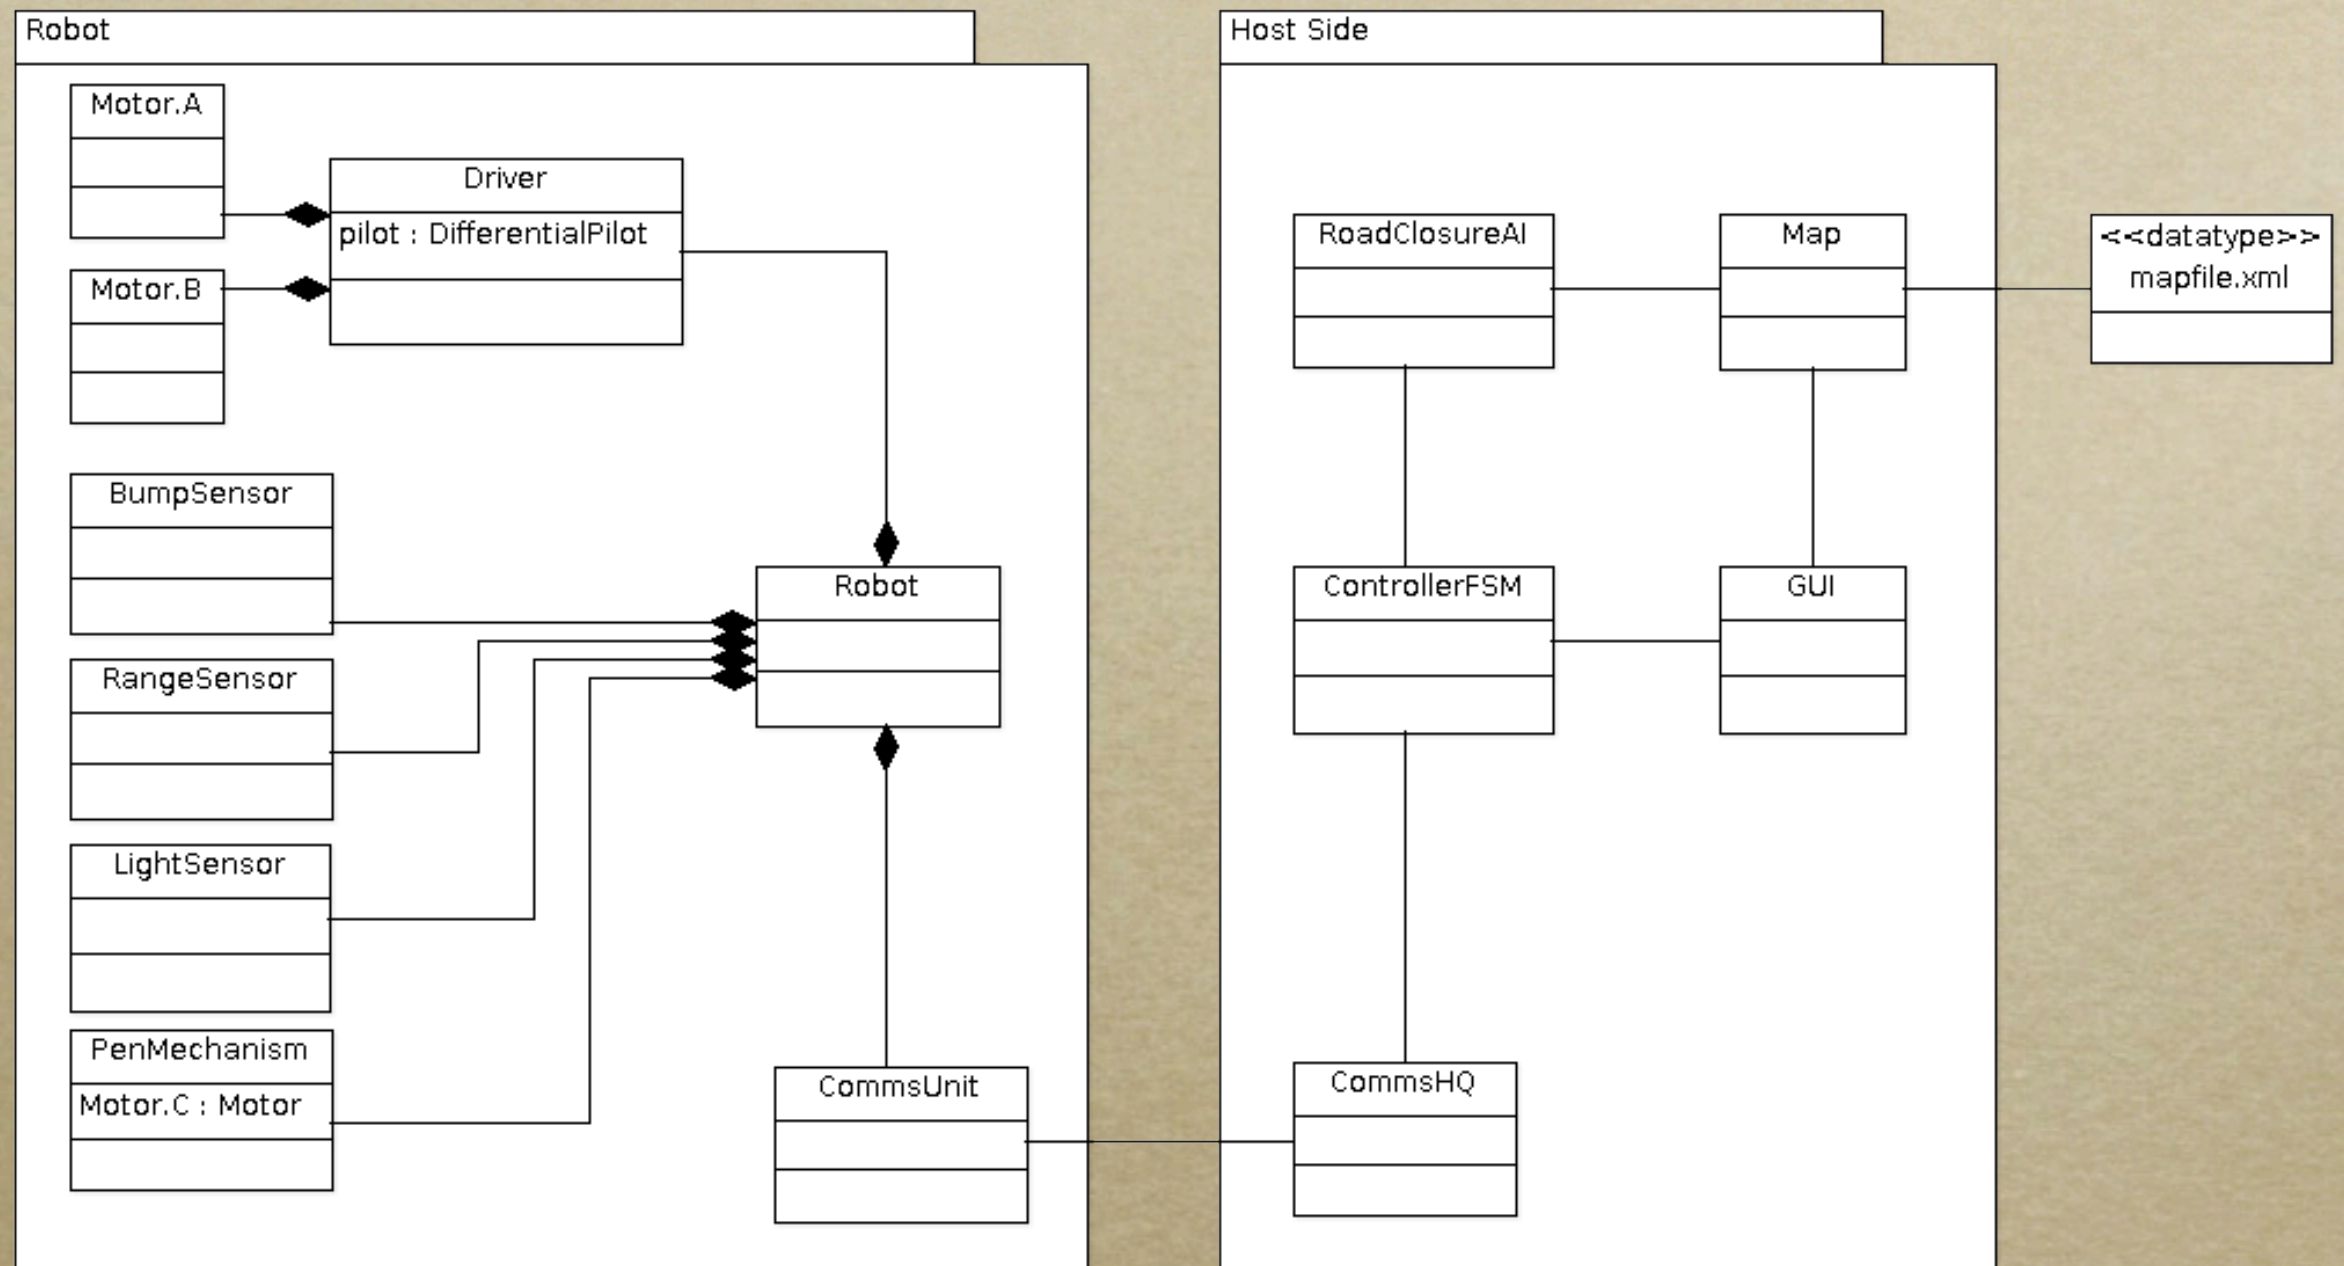 Robot
Motor.A
Driver
pilot : DifferentialPilot
Motor.B
BumpSensor
RangeSensor
LightSensor
PenMechanism
Motor.C : Motor
Robot
CommsUnit
Host Side
RoadClosureAI
Map
<<datatype>>
mapfile.xml
ControllerFSM
GUI
CommsHQ